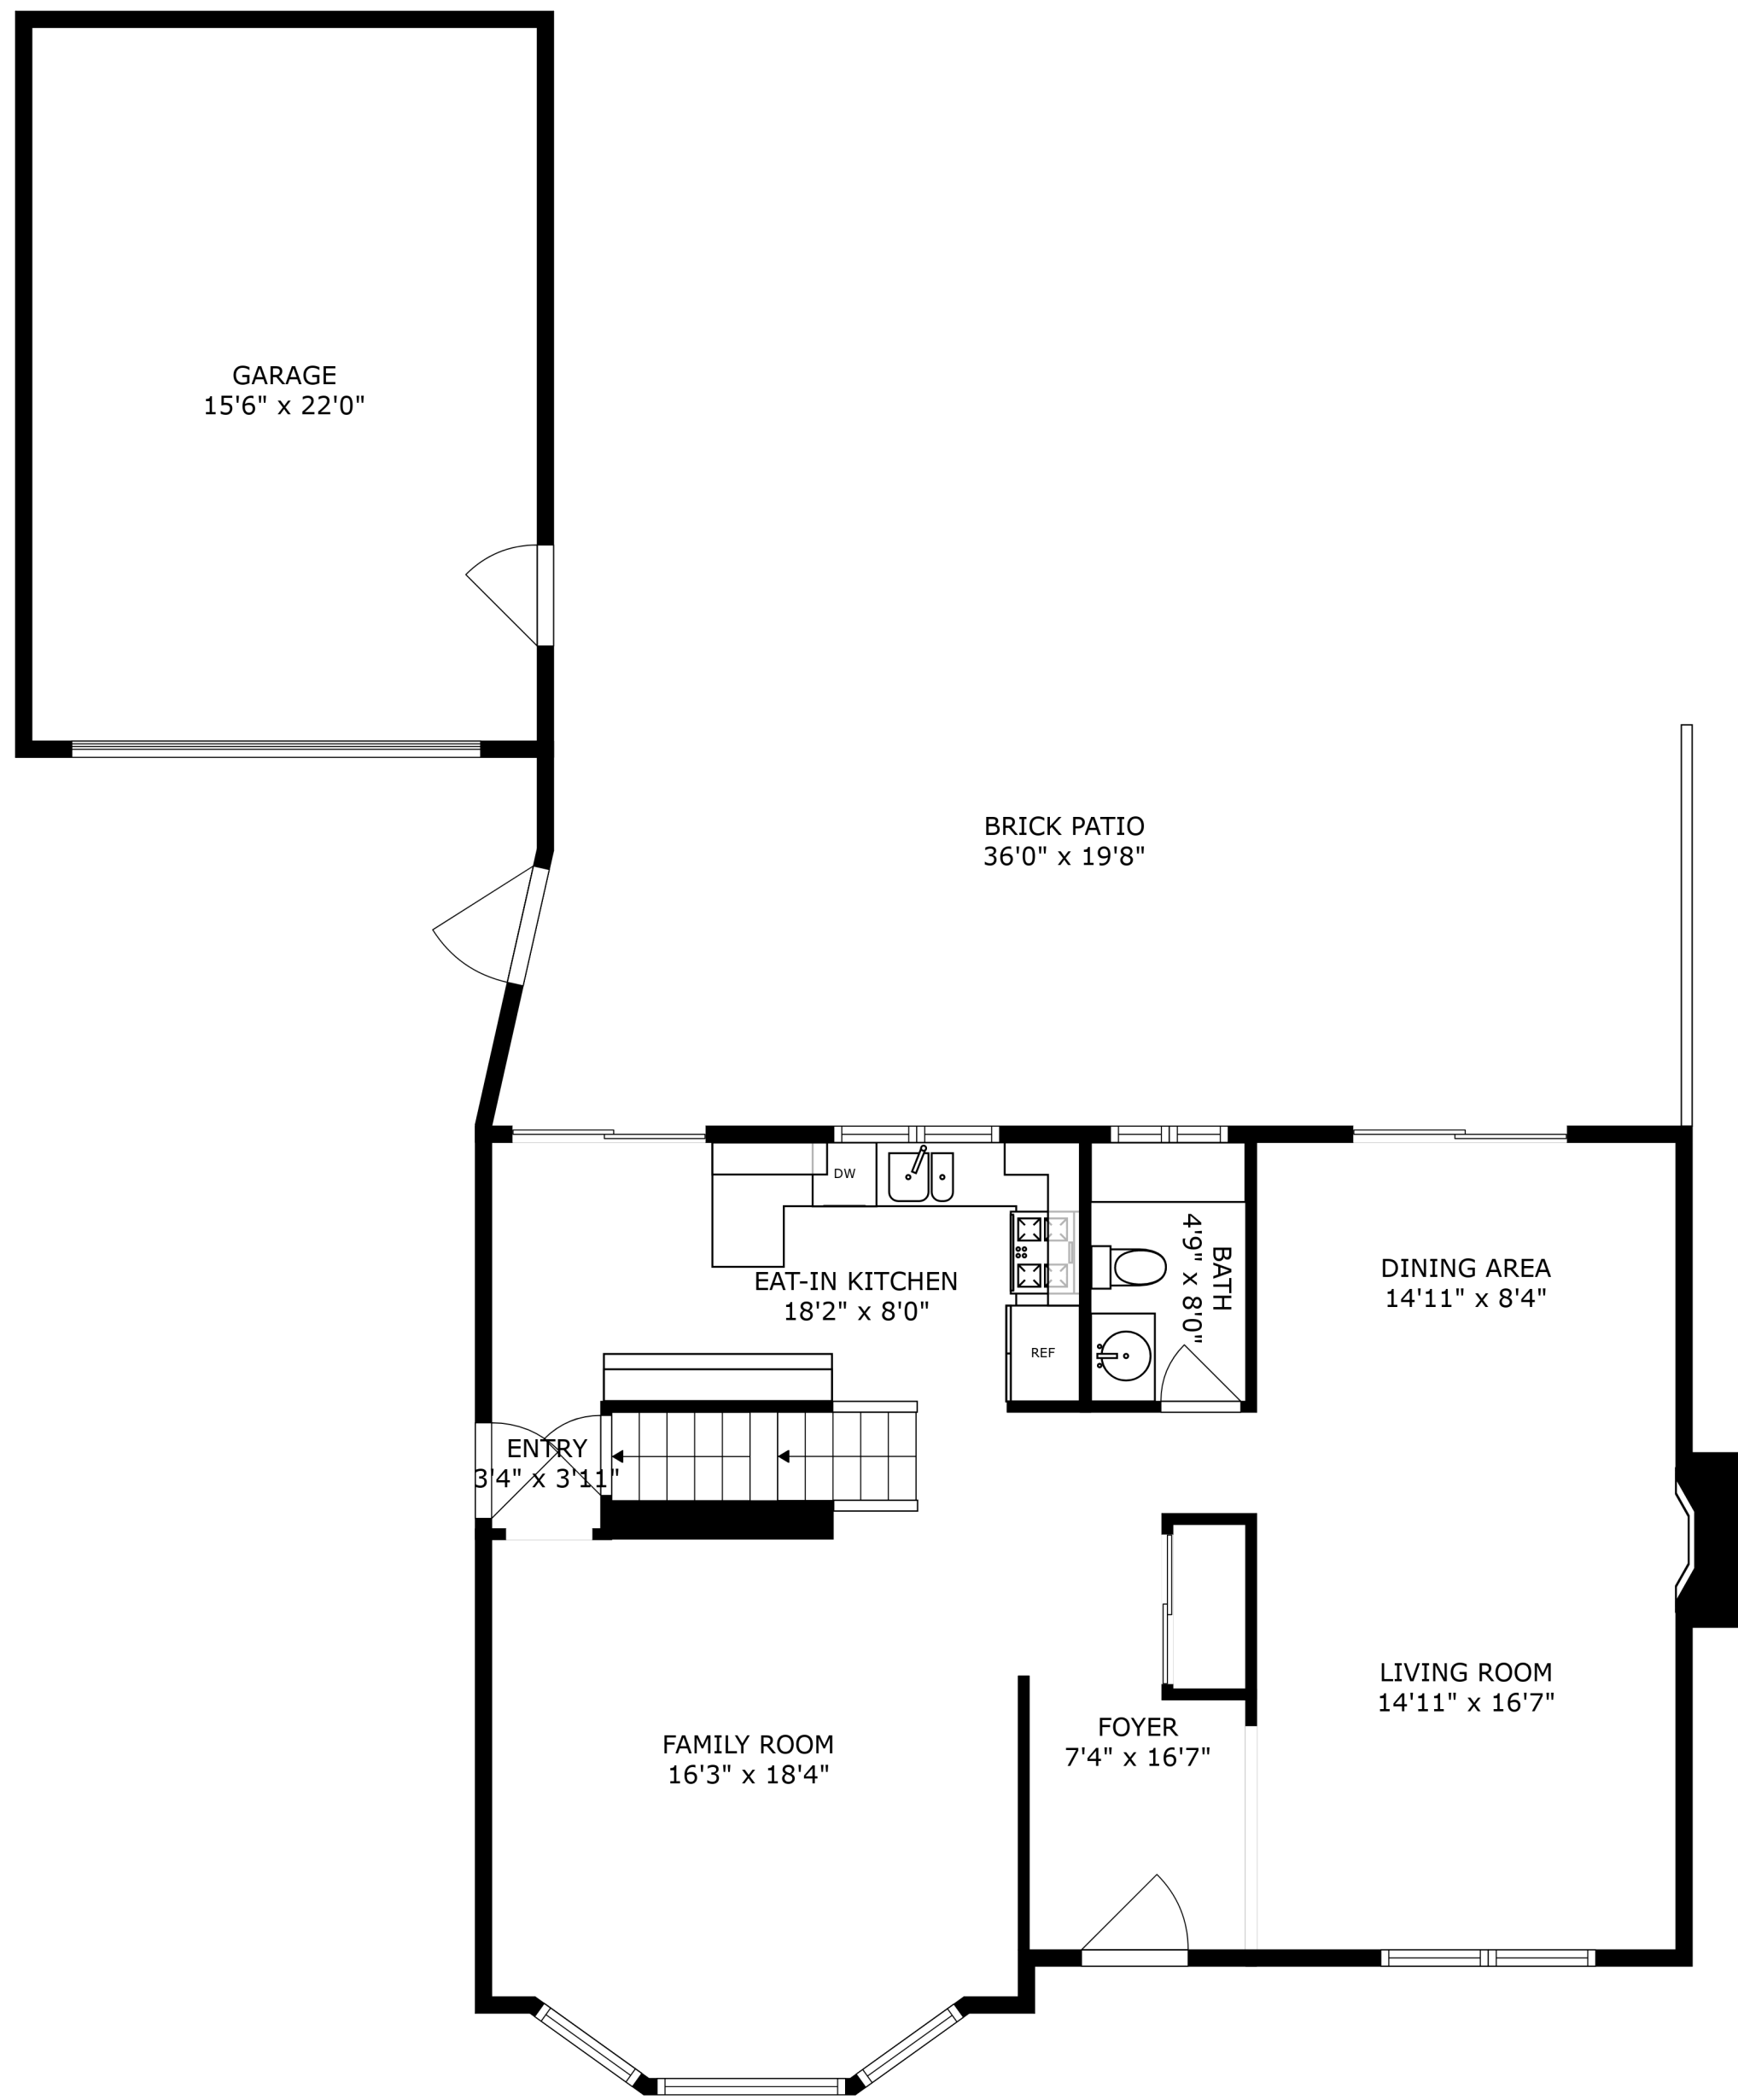 GARAGE
15'6" x 22'0"
BRICK PATIO
36'0" x 19'8"
DW
EAT-IN KITCHEN
18'2" x 8'0"
REF
BATH
4'9" x 8'0"
DINING AREA
14'11" x 8'4"
ENTRY
3'4" x 3'11"
LIVING ROOM
14'11" x 16'7"
FOYER
7'4" x 16'7"
FAMILY ROOM
16'3" x 18'4"